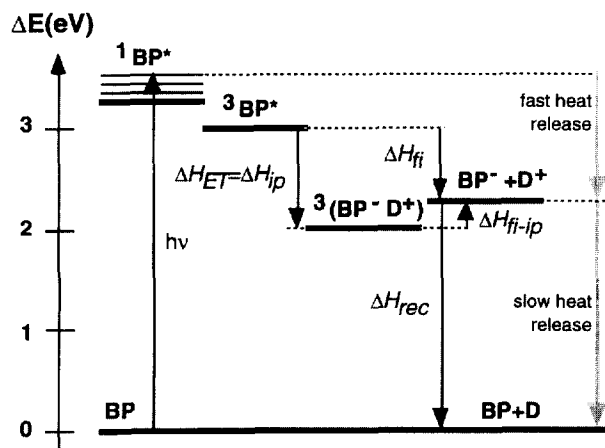 ΔE(eV)
¹BP*
³BP*
fast heat
release
3
ΔH_ET=ΔH_ip
ΔH_fi
BP⁻ +D⁺
³(BP⁻ D⁺)
ΔH_fi-ip
2
hν
ΔH_rec
slow heat
release
1
BP
BP+D
0